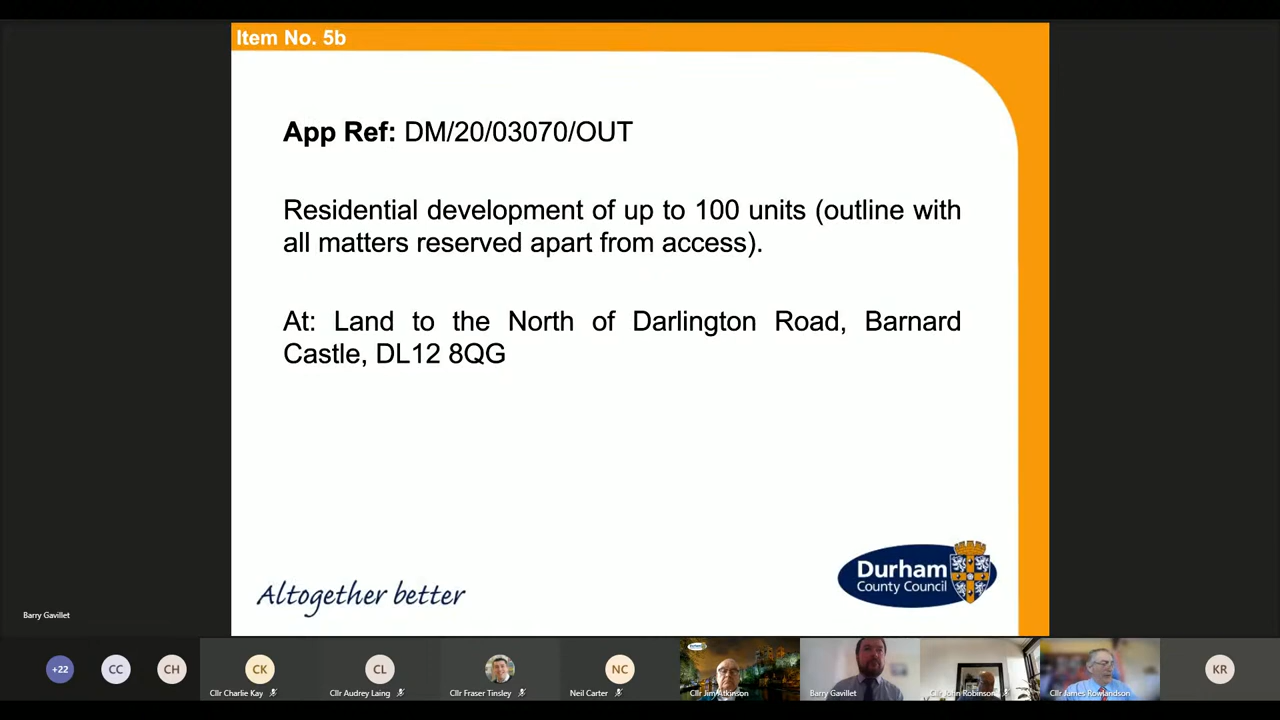 Item No. 5b
App Ref: DM/20/03070/OUT
Residential development of up to 100 units (outline with
all matters reserved apart from access).
At: Land to the North of Darlington Road, Barnard
Castle, DL12 8QG
Altogether better
Durham
County Council
Barry Gavillet
+22
CC
CH
CK
CL
NC
KR
Cllr Charlie Kay
Cllr Audrey Laing
Cllr Fraser Tinsley
Neil Carter
Cllr Jim Atkinson
Barry Gavillet
Cllr John Robinson
Cllr James Rowlandson